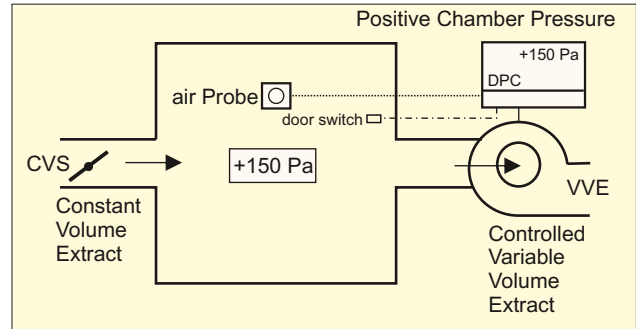 Positive Chamber Pressure
+150 Pa
DPC
air Probe
door switch
CVS
+150 Pa
VVE
Constant
Volume
Extract
Controlled
Variable
Volume
Extract